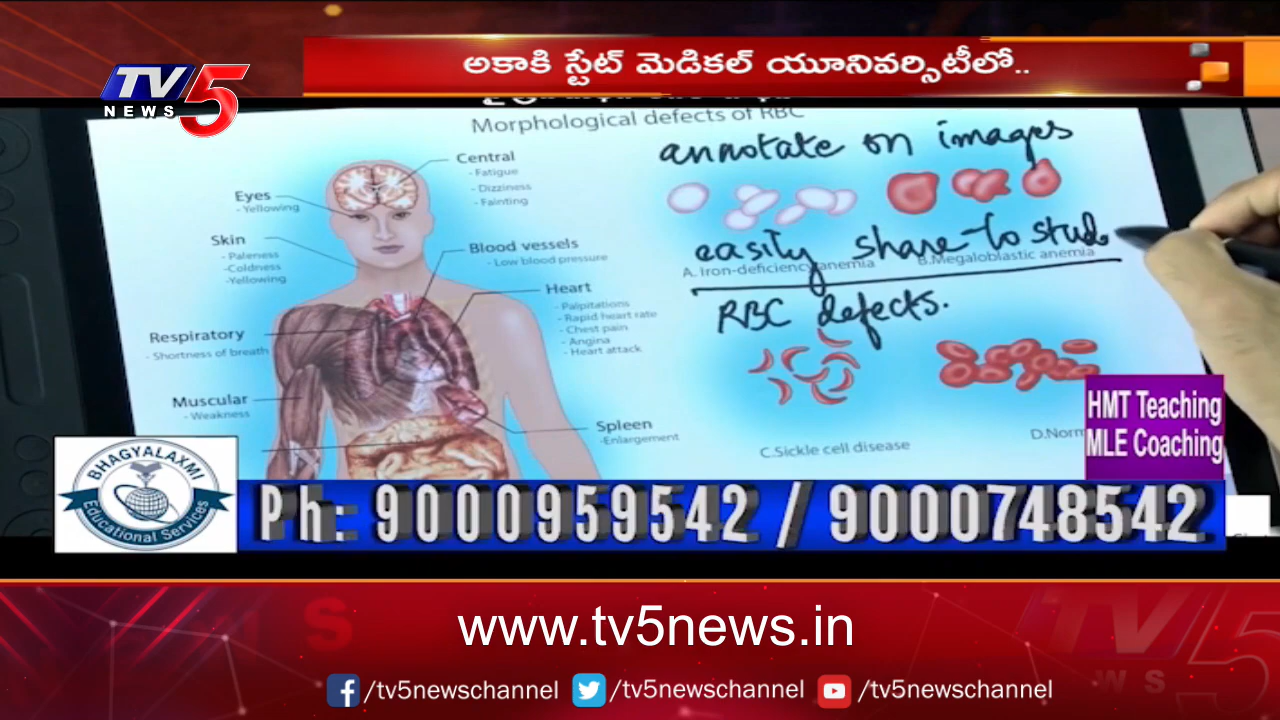 TV5
NEWS
అకాకి స్టేట్ మెడికల్ యూనివర్సిటీలో..
Morphological defects of RBC
annotate on images
Central
- Fatigue
- Dizziness
- Fainting
Eyes
- Yellowing
Skin
- Paleness
-Coldness
-Yellowing
Blood vessels
- Low blood pressure
easily share to stud
A. Iron-deficiency anemia
B.Megaloblastic anemia
Heart
- Palpitations
- Rapid heart rate
- Chest pain
- Angina
- Heart attack
RBC defects.
Respiratory
- Shortness of breath
Muscular
- Weakness
Spleen
-Enlargement
C.Sickle cell disease
HMT Teaching
MLE Coaching
BHAGYALAXMI
Educational Services
Ph: 9000959542 / 9000748542
www.tv5news.in
/tv5newschannel /tv5newschannel /tv5newschannel